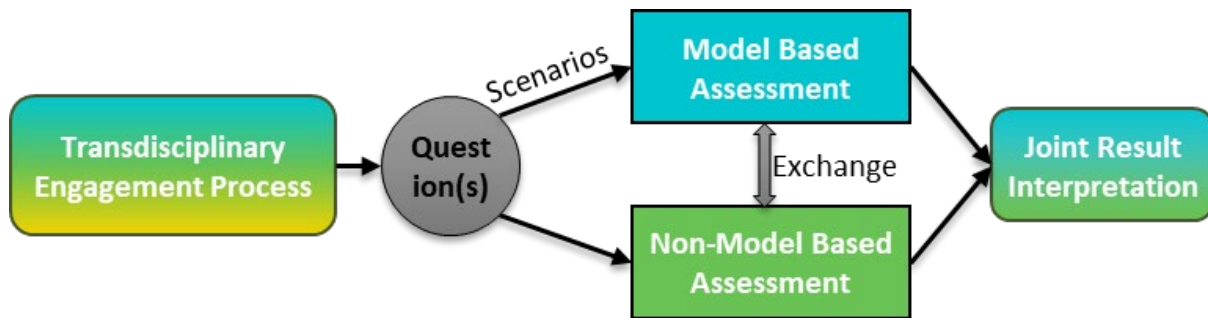 Transdisciplinary
Engagement Process
Quest
ion(s)
Scenarios
Model Based
Assessment
Exchange
Non-Model Based
Assessment
Joint Result
Interpretation